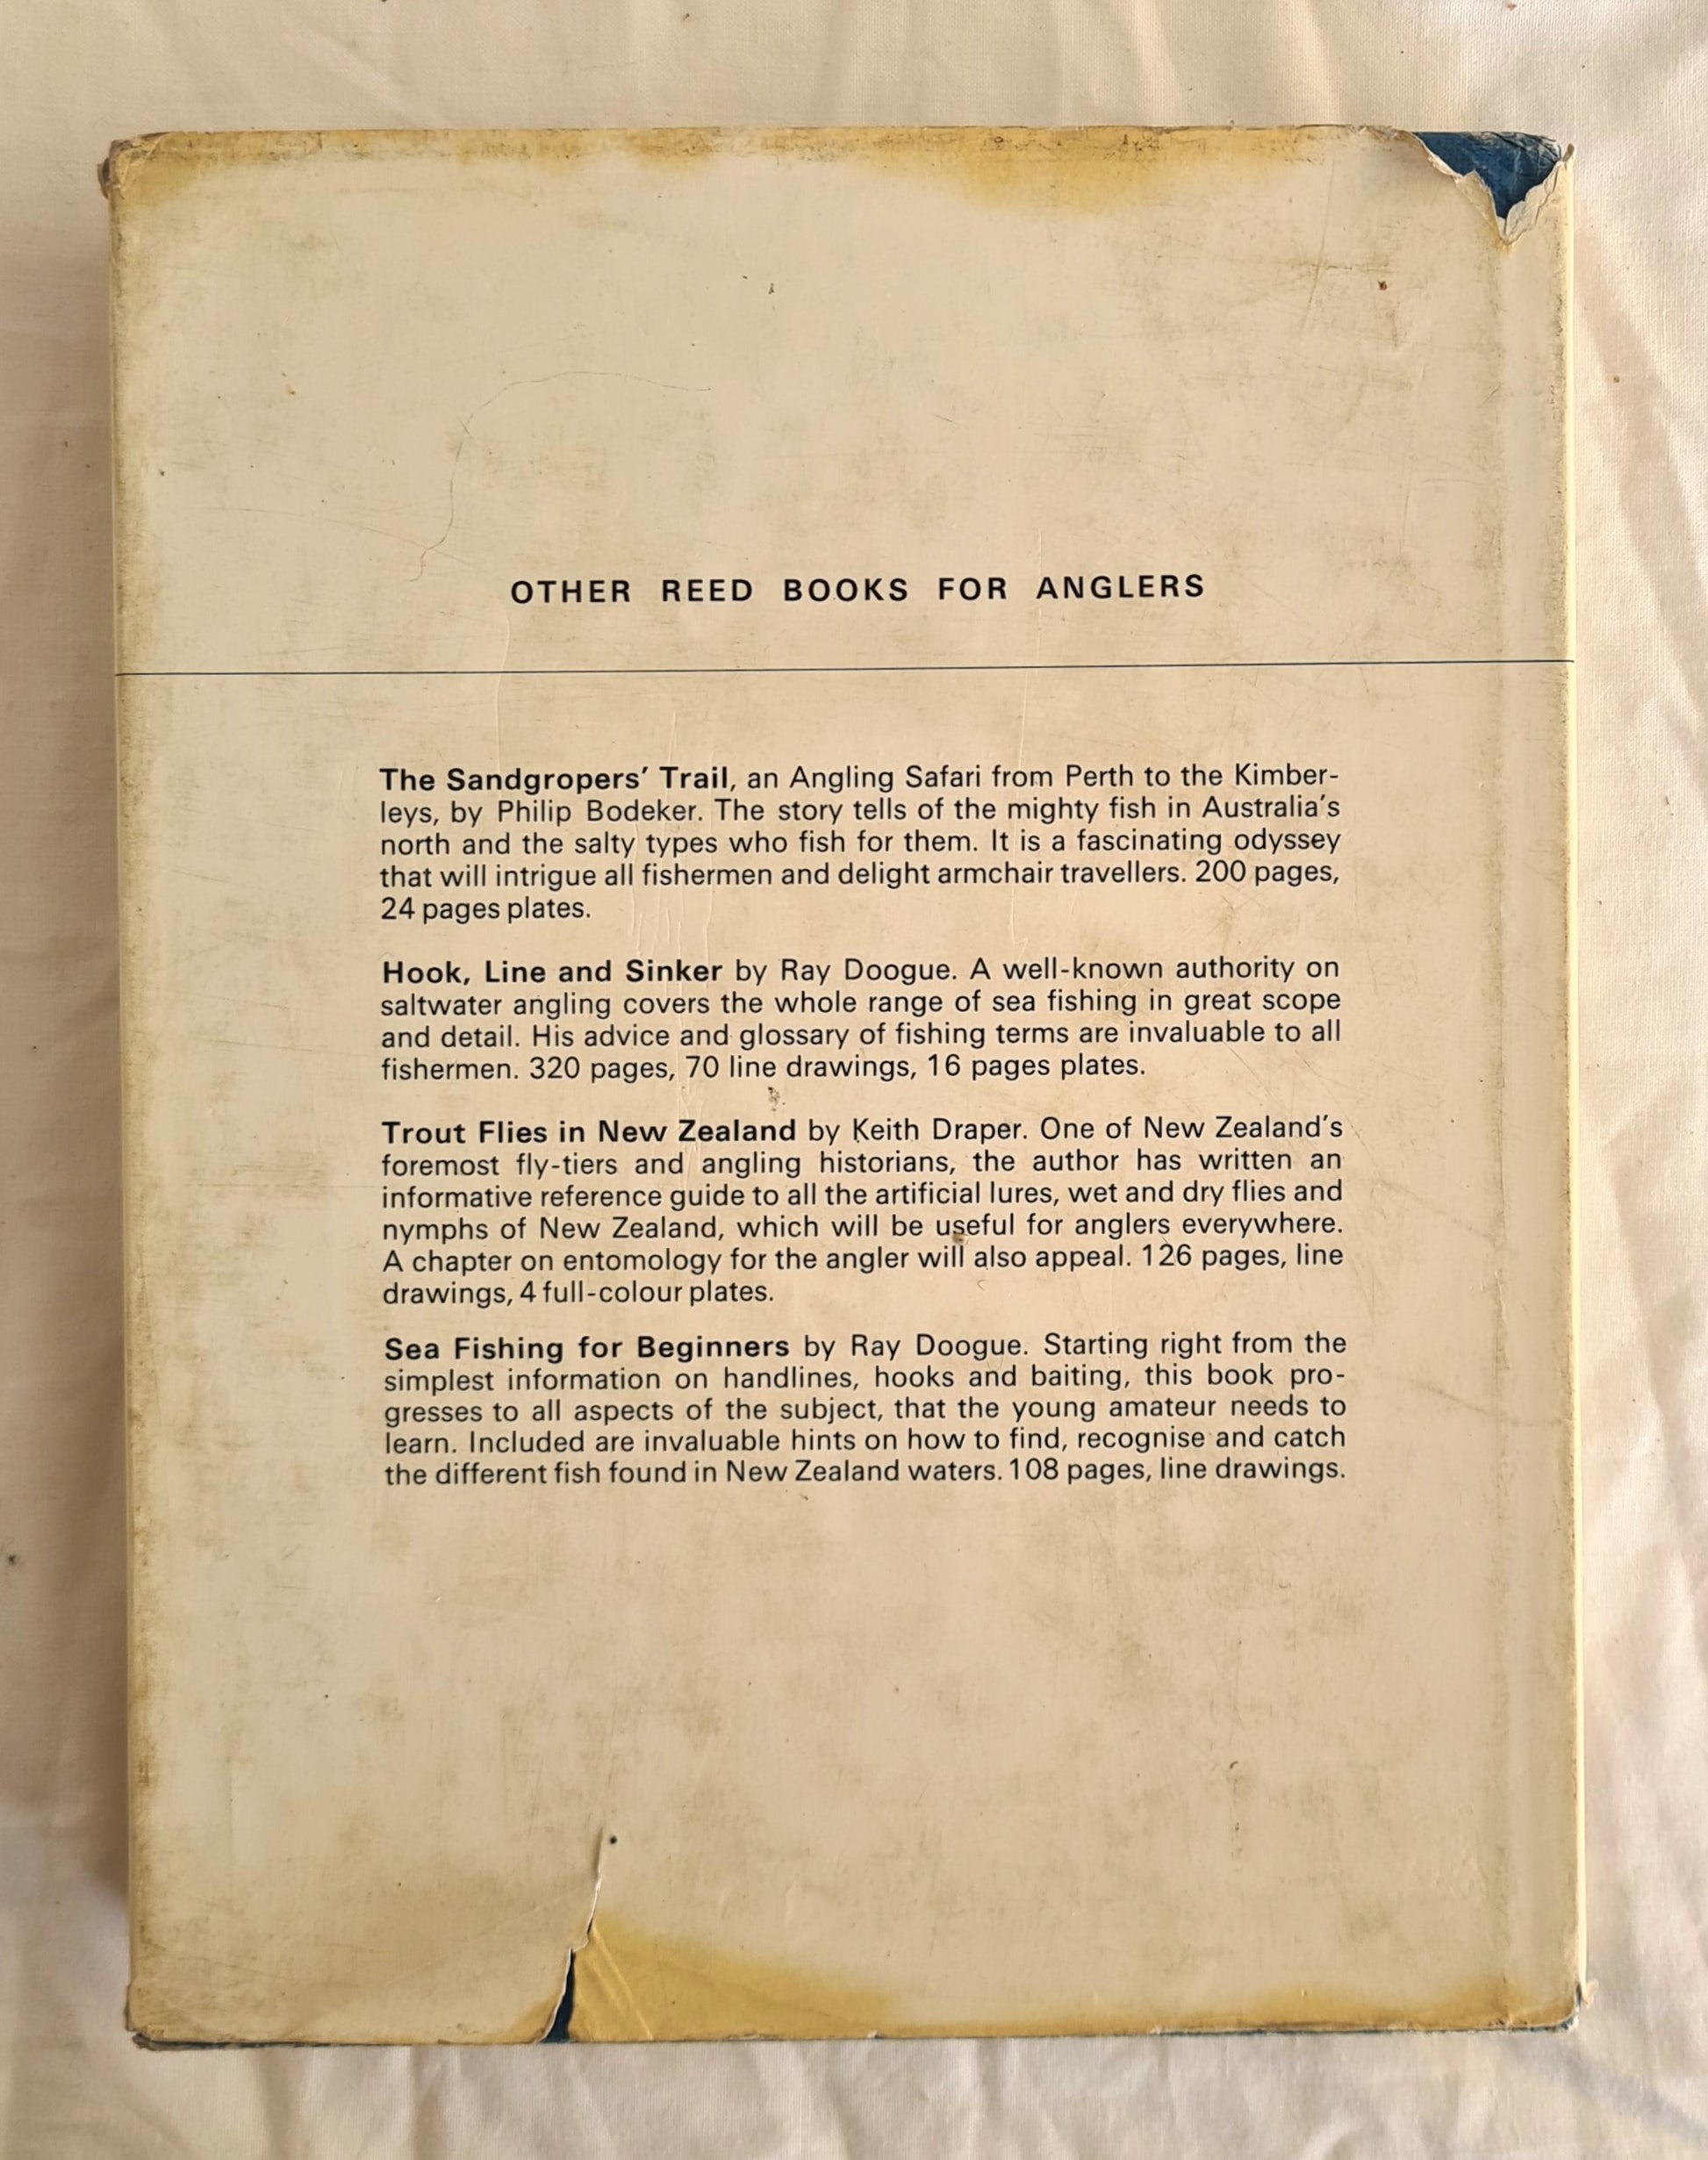 OTHER REED BOOKS FOR ANGLERS
The Sandgropers' Trail, an Angling Safari from Perth to the Kimber-
leys, by Philip Bodeker. The story tells of the mighty fish in Australia's
north and the salty types who fish for them. It is a fascinating odyssey
that will intrigue all fishermen and delight armchair travellers. 200 pages,
24 pages plates.
Hook, Line and Sinker by Ray Doogue. A well-known authority on
saltwater angling covers the whole range of sea fishing in great scope
and detail. His advice and glossary of fishing terms are invaluable to all
fishermen. 320 pages, 70 line drawings, 16 pages plates.
Trout Flies in New Zealand by Keith Draper. One of New Zealand's
foremost fly-tiers and angling historians, the author has written an
informative reference guide to all the artificial lures, wet and dry flies and
nymphs of New Zealand, which will be useful for anglers everywhere.
A chapter on entomology for the angler will also appeal. 126 pages, line
drawings, 4 full-colour plates.
Sea Fishing for Beginners by Ray Doogue. Starting right from the
simplest information on handlines, hooks and baiting, this book pro-
gresses to all aspects of the subject, that the young amateur needs to
learn. Included are invaluable hints on how to find, recognise and catch
the different fish found in New Zealand waters. 108 pages, line drawings.